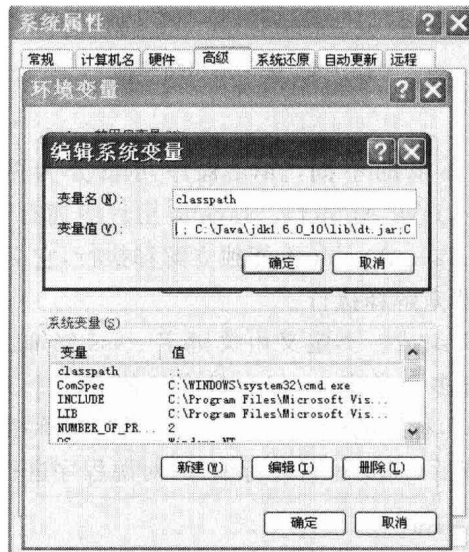 系统属性
常规 计算机名 硬件 高级 系统还原 自动更新 远程
环境变量
编辑系统变量
变量名(N): classpath
变量值(V): ; C:\Java\jdk1.6.0_10\lib\dt.jar;C
确定 取消
系统变量(S)
变量 值
classpath .;
ComSpec C:\WINDOWS\system32\cmd.exe
INCLUDE C:\Program Files\Microsoft Vis...
LIB C:\Program Files\Microsoft Vis...
NUMBER_OF_PR... 2
OS Windows_NT
新建(W) 编辑(I) 删除(L)
确定 取消